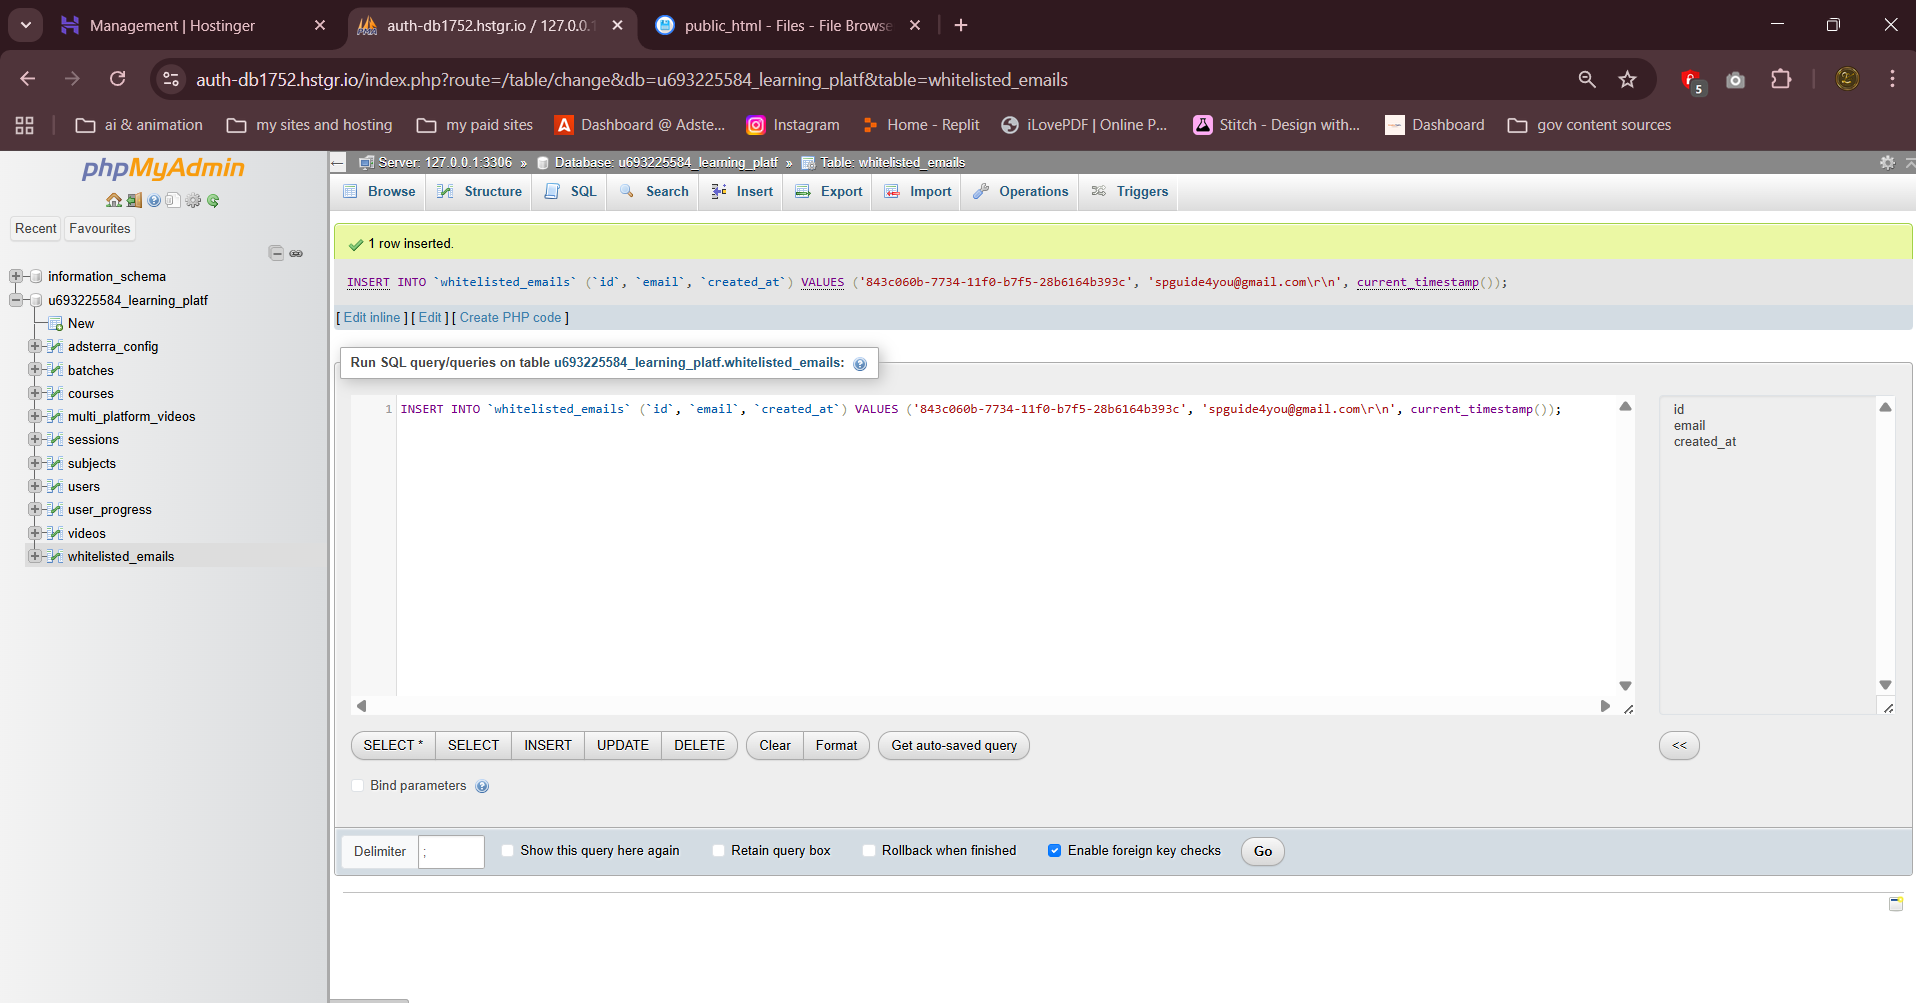 Management | Hostinger
auth-db1752.hstgr.io / 127.0.0.1
public_html - Files - File Browse
auth-db1752.hstgr.io/index.php?route=/table/change&db=u693225584_learning_platf&table=whitelisted_emails
5
ai & animation
my sites and hosting
my paid sites
Dashboard @ Adste...
Instagram
Home - Replit
iLovePDF | Online P...
Stitch - Design with...
Dashboard
gov content sources
phpMyAdmin
Recent
Favourites
information_schema
u693225584_learning_platf
New
adsterra_config
batches
courses
multi_platform_videos
sessions
subjects
users
user_progress
videos
whitelisted_emails
Server: 127.0.0.1:3306 » Database: u693225584_learning_platf » Table: whitelisted_emails
Browse
Structure
SQL
Search
Insert
Export
Import
Operations
Triggers
1 row inserted.
INSERT INTO `whitelisted_emails` (`id`, `email`, `created_at`) VALUES ('843c060b-7734-11f0-b7f5-28b6164b393c', 'spguide4you@gmail.com\r\n', current_timestamp());
[ Edit inline ] [ Edit ] [ Create PHP code ]
Run SQL query/queries on table u693225584_learning_platf.whitelisted_emails:
1 INSERT INTO `whitelisted_emails` (`id`, `email`, `created_at`) VALUES ('843c060b-7734-11f0-b7f5-28b6164b393c', 'spguide4you@gmail.com\r\n', current_timestamp());
id
email
created_at
SELECT *
SELECT
INSERT
UPDATE
DELETE
Clear
Format
Get auto-saved query
<<
Bind parameters
Delimiter
;
Show this query here again
Retain query box
Rollback when finished
Enable foreign key checks
Go